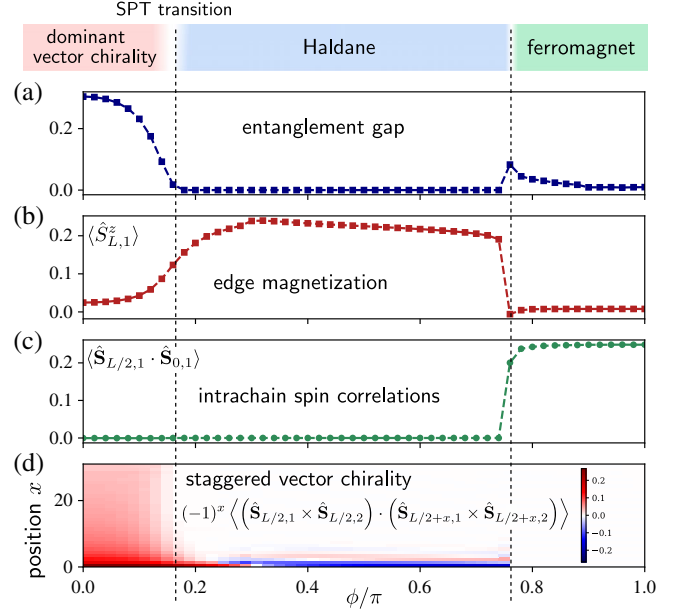 SPT transition
dominant
vector chirality
Haldane
ferromagnet
(a)
entanglement gap
0.2
0.0
(b)
⟨Ŝ^z_{L,1}⟩
edge magnetization
0.2
0.1
0.0
(c)
⟨Ŝ_{L/2,1} · Ŝ_{0,1}⟩
intrachain spin correlations
0.2
0.1
0.0
(d)
staggered vector chirality
(−1)^x ⟨(Ŝ_{L/2,1} × Ŝ_{L/2,2}) · (Ŝ_{L/2+x,1} × Ŝ_{L/2+x,2})⟩
position x
20
0
0.2
0.1
0.0
−0.1
−0.2
0.0 0.2 0.4 0.6 0.8 1.0
ϕ/π